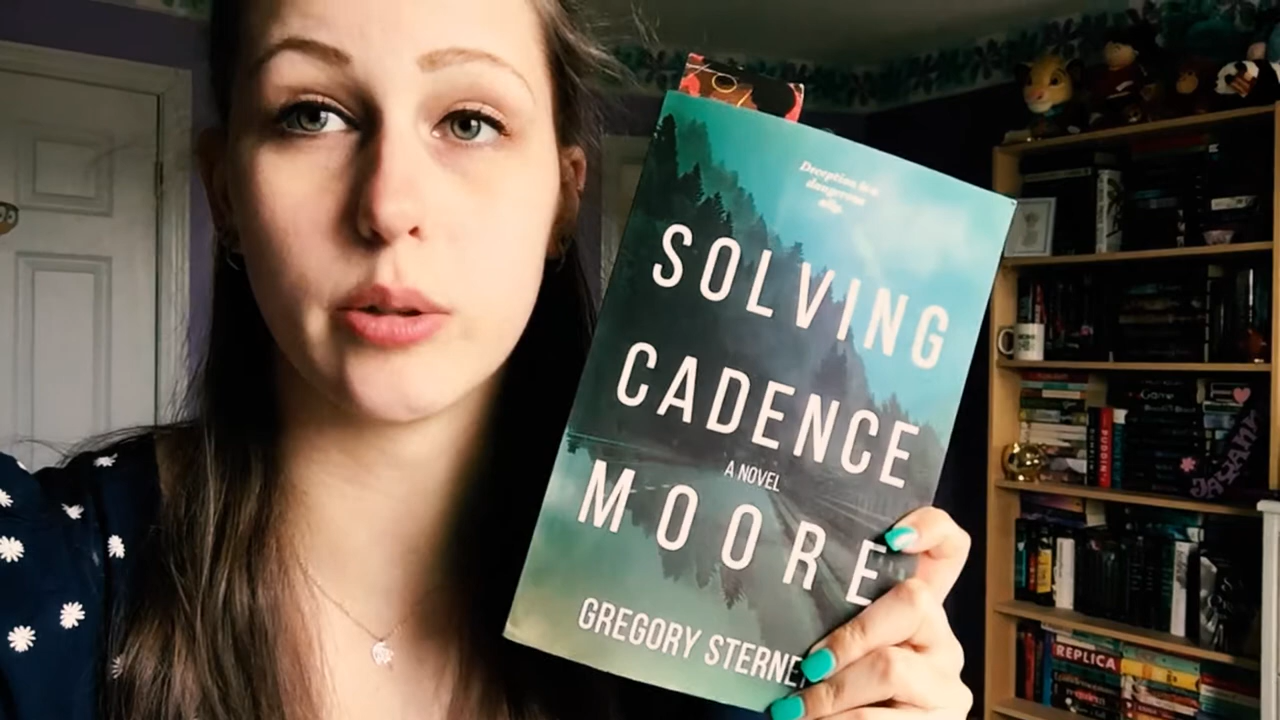 Deception is a
dangerous
ally.
SOLVING
CADENCE
A NOVEL
MOORE
GREGORY STERNE
REPLICA